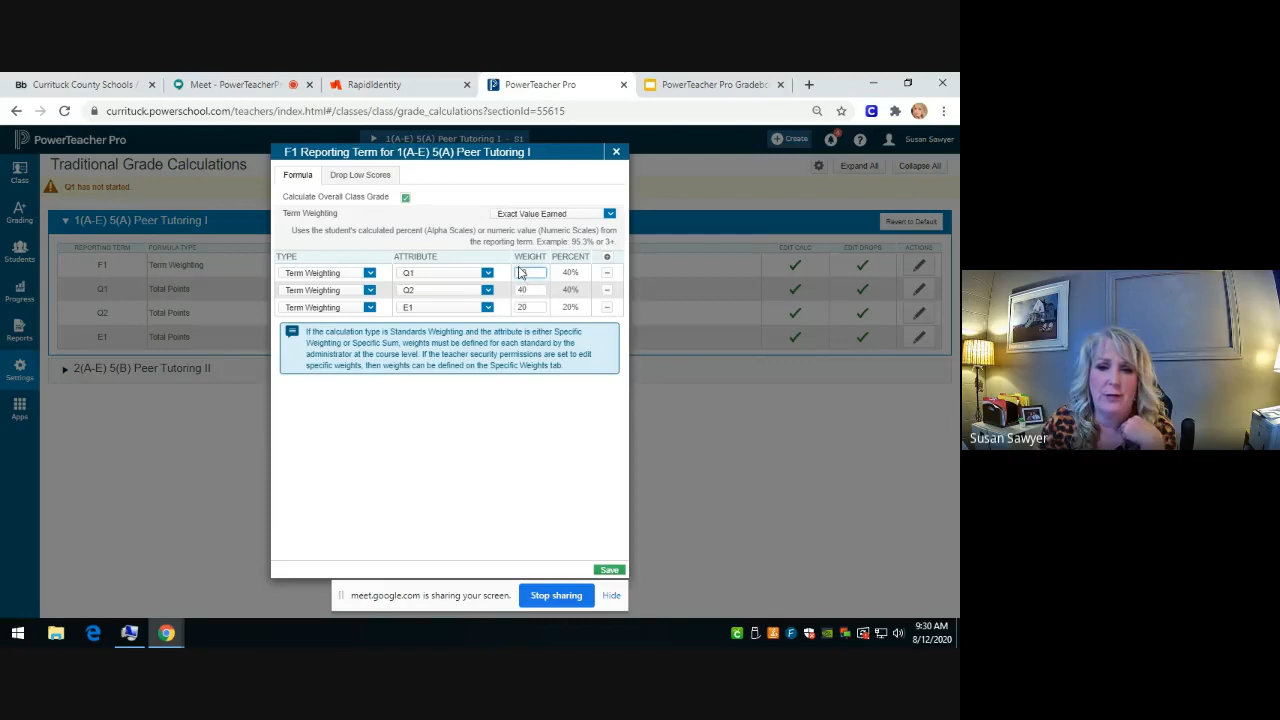 Bb Currituck County Schools /
Meet - PowerTeacherP
RapidIdentity
PowerTeacher Pro
PowerTeacher Pro Gradeb
currituck.powerschool.com/teachers/index.html#/classes/class/grade_calculations?sectionId=55615
PowerTeacher Pro
1(A-E) 5(A) Peer Tutoring I - S1
Create
Susan Sawyer
Traditional Grade Calculations
Expand All
Collapse All
Q1 has not started.
Class
Grading
Students
Progress
Reports
Settings
Apps
1(A-E) 5(A) Peer Tutoring I
Revert to Default
REPORTING TERM FORMULA TYPE EDIT CALC EDIT DROPS ACTIONS
F1 Term Weighting
Q1 Total Points
Q2 Total Points
E1 Total Points
2(A-E) 5(B) Peer Tutoring II
F1 Reporting Term for 1(A-E) 5(A) Peer Tutoring I
Formula Drop Low Scores
Calculate Overall Class Grade
Term Weighting Exact Value Earned
Uses the student's calculated percent (Alpha Scales) or numeric value (Numeric Scales) from
the reporting term. Example: 95.3% or 3+.
TYPE ATTRIBUTE WEIGHT PERCENT
Term Weighting Q1 40%
Term Weighting Q2 40 40%
Term Weighting E1 20 20%
If the calculation type is Standards Weighting and the attribute is either Specific
Weighting or Specific Sum, weights must be defined for each standard by the
administrator at the course level. If the teacher security permissions are set to edit
specific weights, then weights can be defined on the Specific Weights tab.
Save
meet.google.com is sharing your screen.
Stop sharing
Hide
9:30 AM
8/12/2020
Susan Sawyer